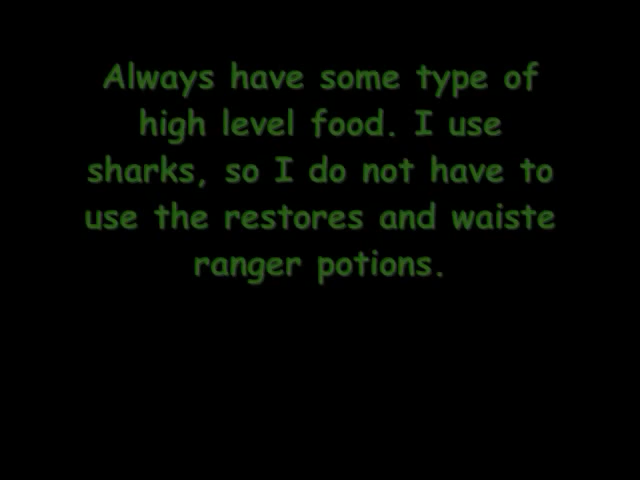 Always have some type of
high level food. I use
sharks, so I do not have to
use the restores and waiste
ranger potions.